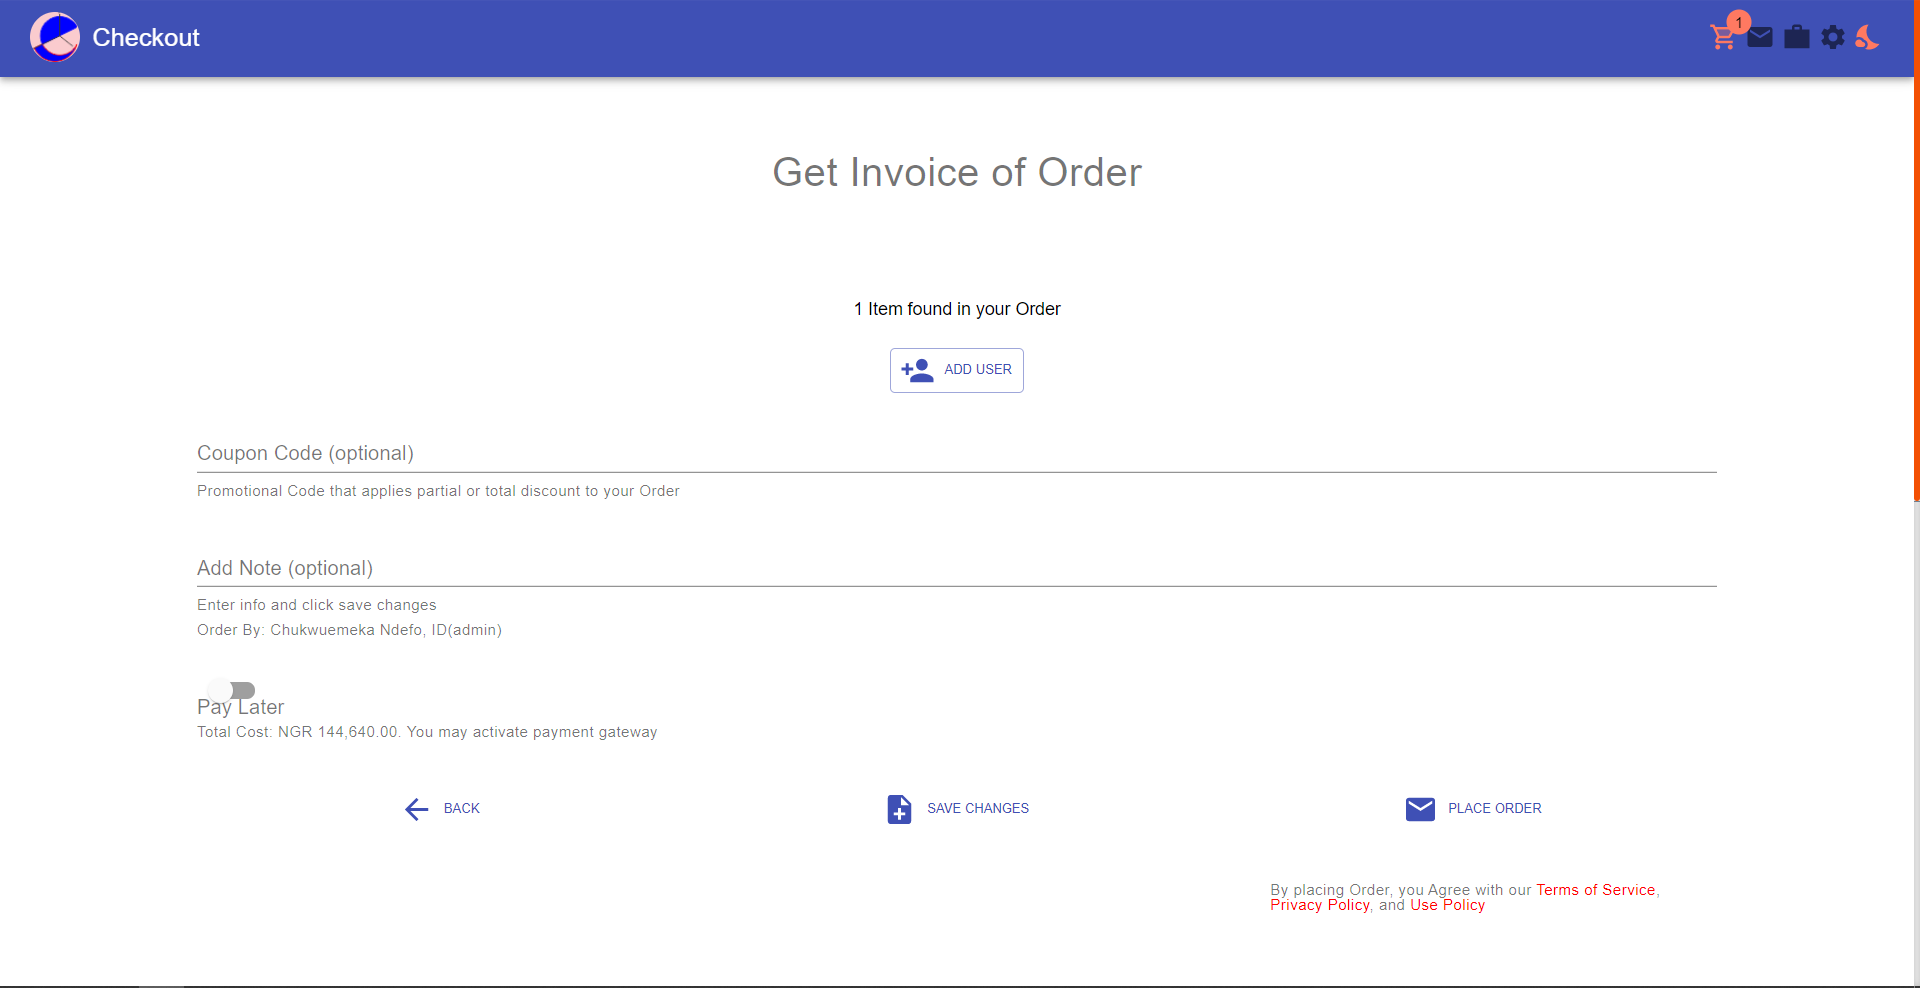 Checkout
1
Get Invoice of Order
1 Item found in your Order
ADD USER
Coupon Code (optional)
Promotional Code that applies partial or total discount to your Order
Add Note (optional)
Enter info and click save changes
Order By: Chukwuemeka Ndefo, ID(admin)
Pay Later
Total Cost: NGR 144,640.00. You may activate payment gateway
BACK
SAVE CHANGES
PLACE ORDER
By placing Order, you Agree with our Terms of Service,
Privacy Policy, and Use Policy